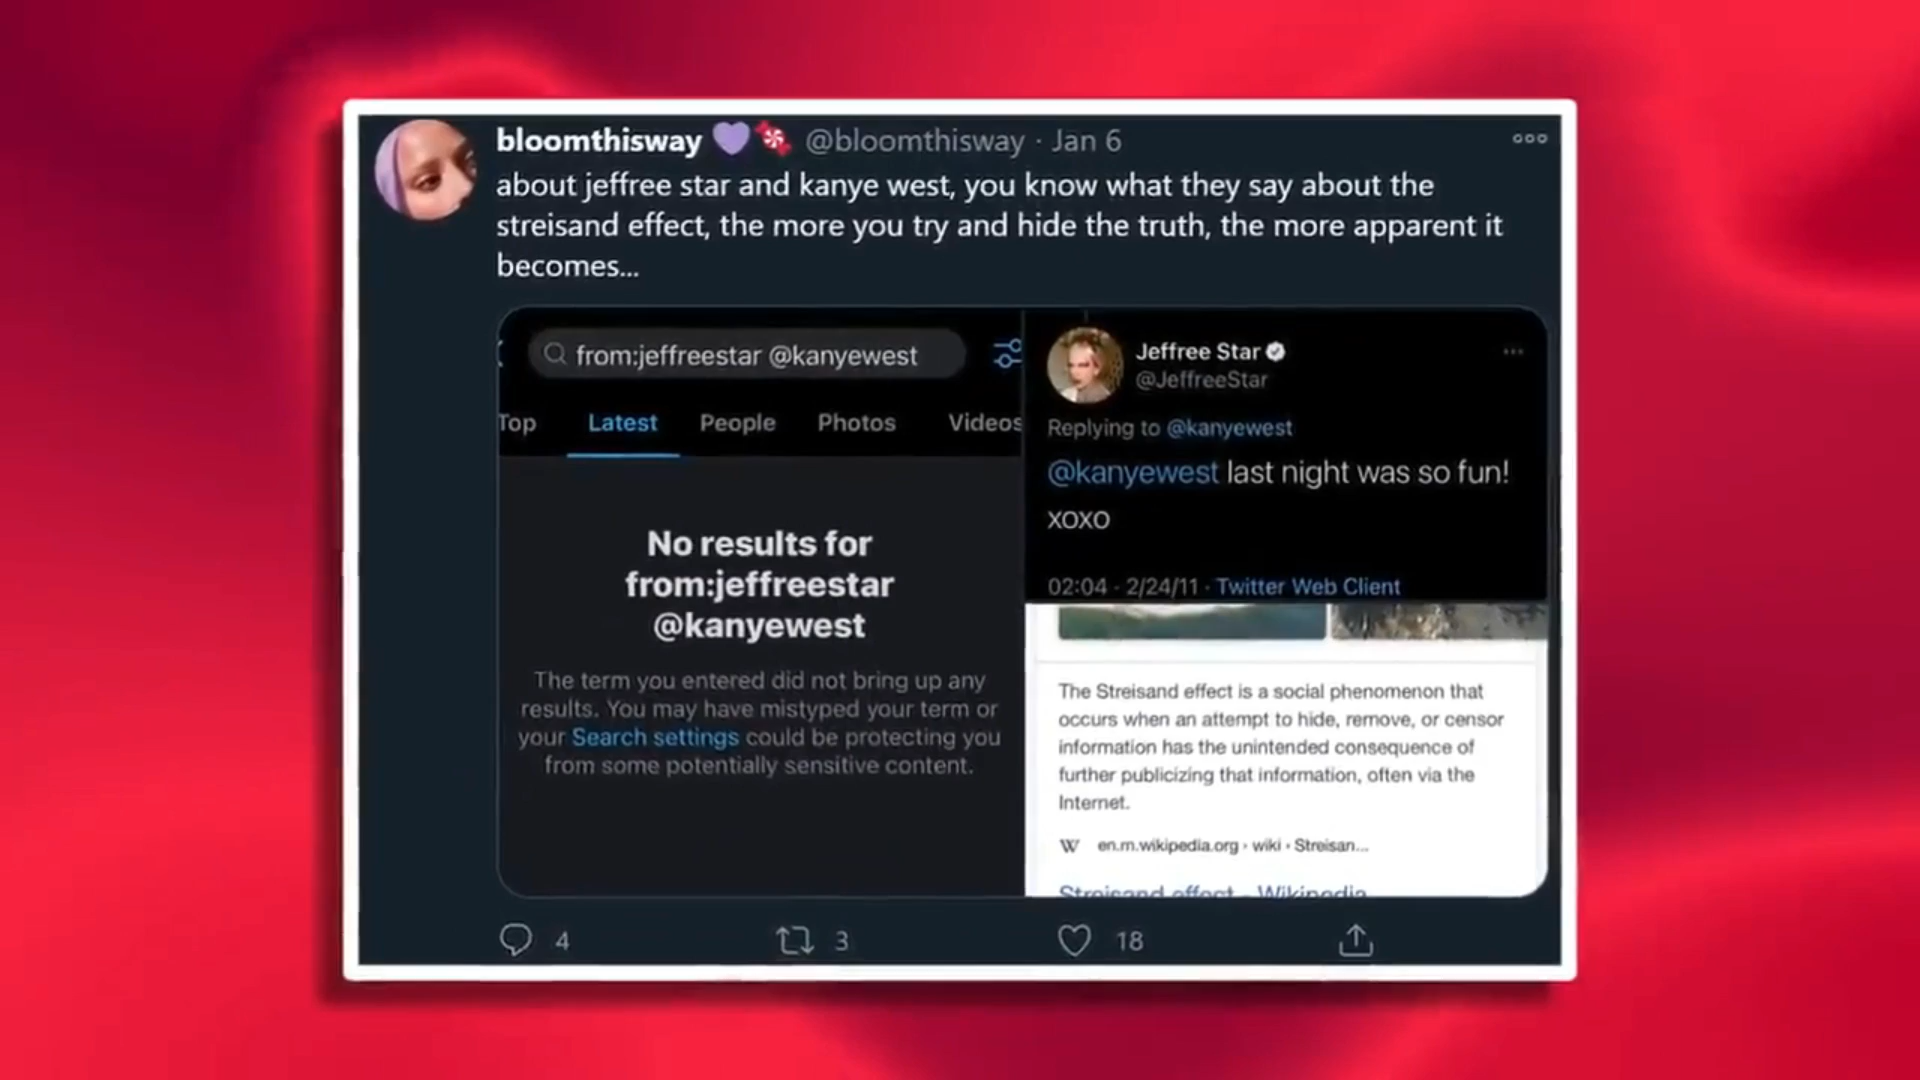 bloomthisway 💜🍬 @bloomthisway · Jan 6
about jeffree star and kanye west, you know what they say about the
streisand effect, the more you try and hide the truth, the more apparent it
becomes...
from:jeffreestar @kanyewest
Top Latest People Photos Videos
No results for
from:jeffreestar
@kanyewest
The term you entered did not bring up any
results. You may have mistyped your term or
your Search settings could be protecting you
from some potentially sensitive content.
Jeffree Star
@JeffreeStar
Replying to @kanyewest
@kanyewest last night was so fun!
xoxo
02:04 · 2/24/11 · Twitter Web Client
The Streisand effect is a social phenomenon that
occurs when an attempt to hide, remove, or censor
information has the unintended consequence of
further publicizing that information, often via the
Internet.
W en.m.wikipedia.org › wiki › Streisan...
Streisand effect - Wikipedia
4 3 18